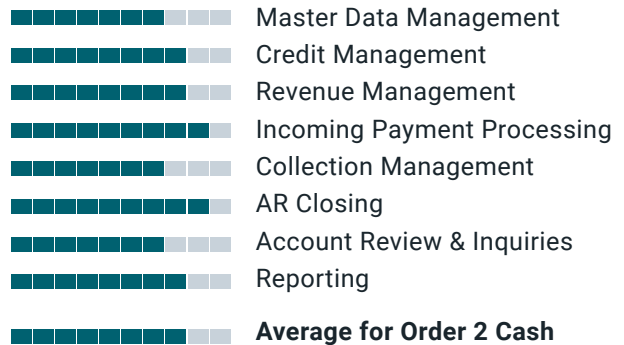 Master Data Management
Credit Management
Revenue Management
Incoming Payment Processing
Collection Management
AR Closing
Account Review & Inquiries
Reporting
Average for Order 2 Cash